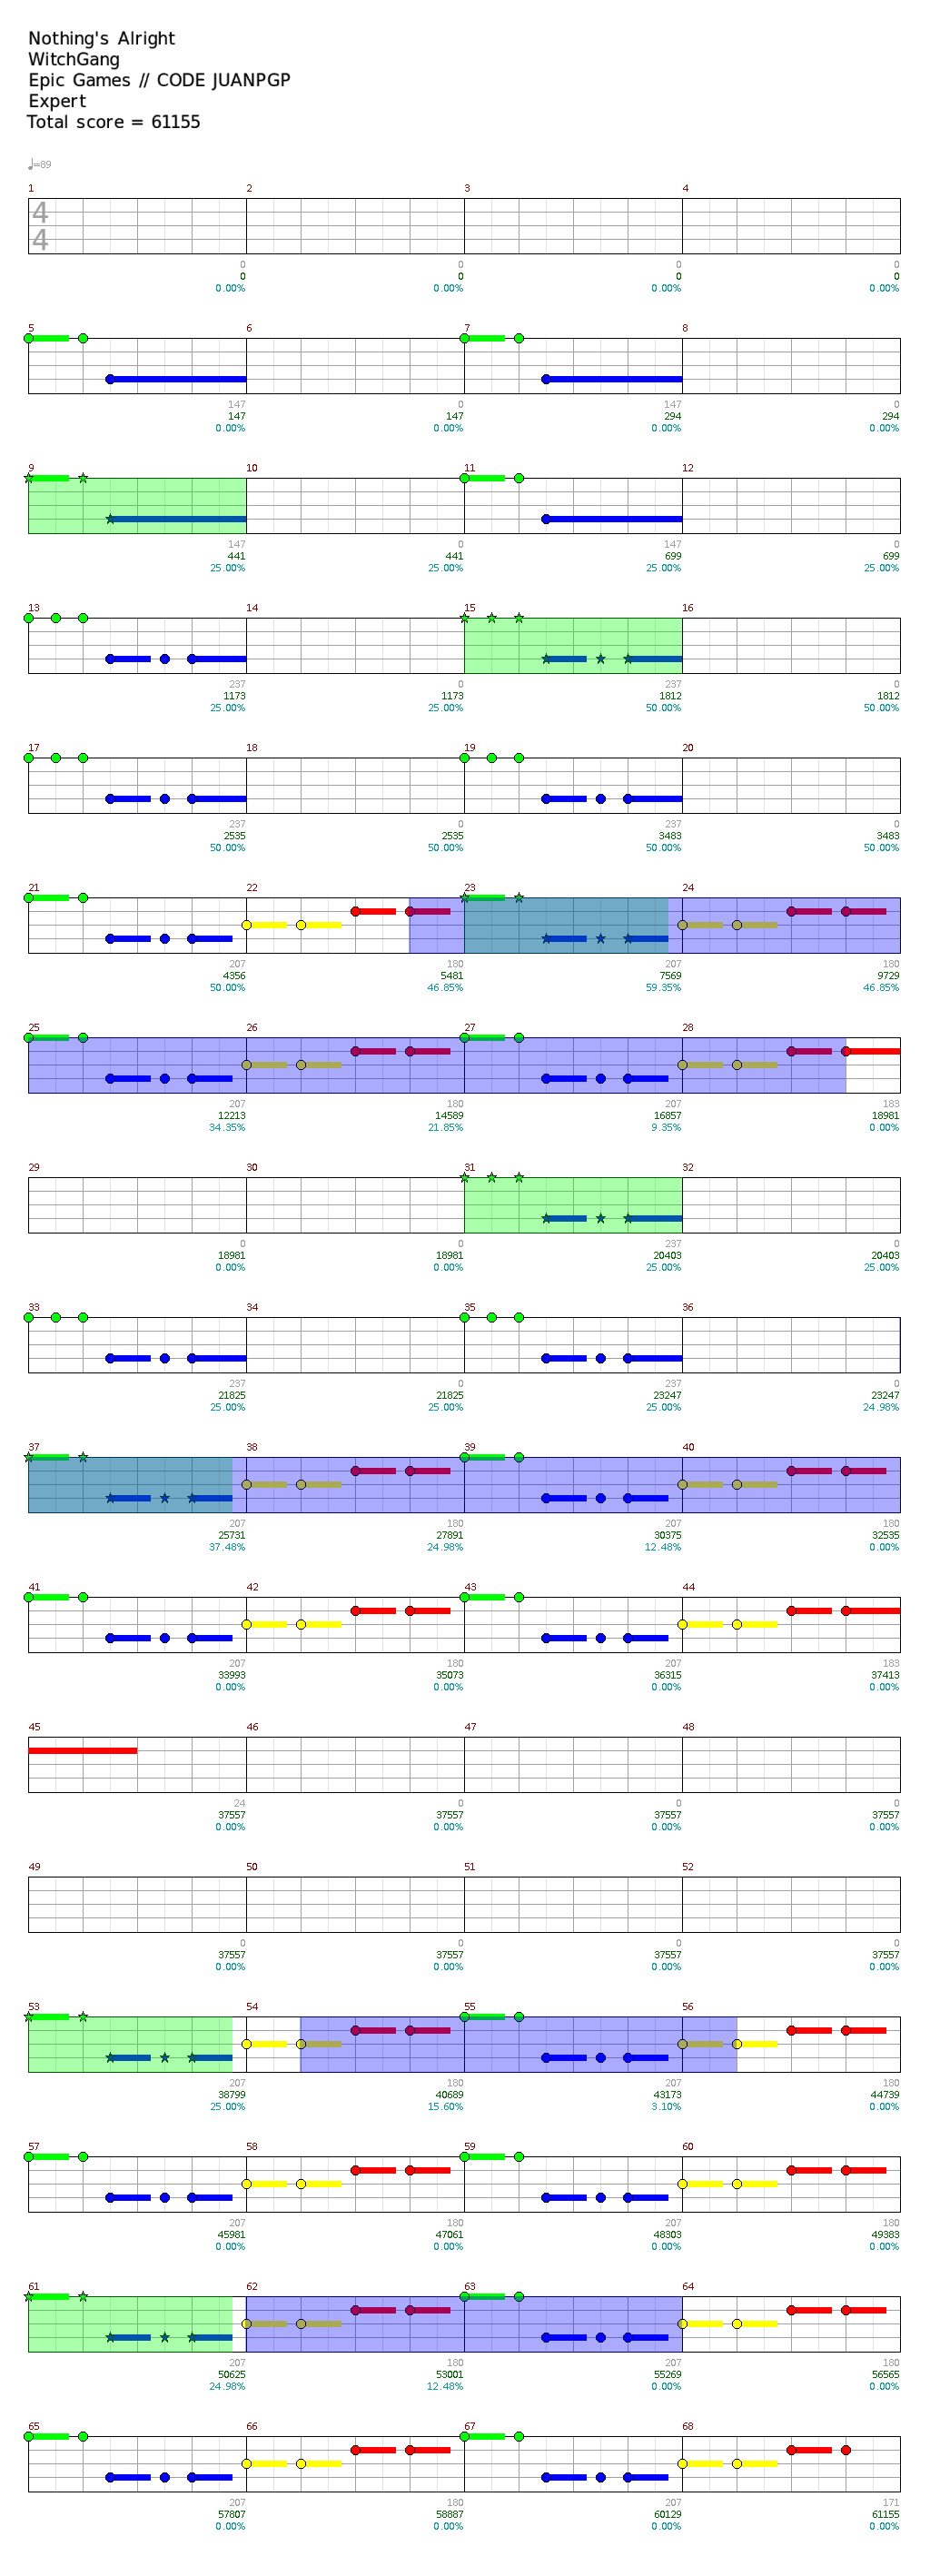 Nothing's Alright
WitchGang
Epic Games // CODE JUANPGP
Expert
Total score = 61155
♩=89
1 2 3 4
4
4
0 0 0 0
0 0 0 0
0.00% 0.00% 0.00% 0.00%
5 6 7 8
147 0 147 0
147 147 294 294
0.00% 0.00% 0.00% 0.00%
9 10 11 12
147 0 147 0
441 441 699 699
25.00% 25.00% 25.00% 25.00%
13 14 15 16
237 0 237 0
1173 1173 1812 1812
25.00% 25.00% 50.00% 50.00%
17 18 19 20
237 0 237 0
2535 2535 3483 3483
50.00% 50.00% 50.00% 50.00%
21 22 23 24
207 180 207 180
4356 5481 7569 9729
50.00% 46.85% 59.35% 46.85%
25 26 27 28
207 180 207 183
12213 14589 16857 18981
34.35% 21.85% 9.35% 0.00%
29 30 31 32
0 0 237 0
18981 18981 20403 20403
0.00% 0.00% 25.00% 25.00%
33 34 35 36
237 0 237 0
21825 21825 23247 23247
25.00% 25.00% 25.00% 24.98%
37 38 39 40
207 180 207 180
25731 27891 30375 32535
37.48% 24.98% 12.48% 0.00%
41 42 43 44
207 180 207 183
33993 35073 36315 37413
0.00% 0.00% 0.00% 0.00%
45 46 47 48
24 0 0 0
37557 37557 37557 37557
0.00% 0.00% 0.00% 0.00%
49 50 51 52
0 0 0 0
37557 37557 37557 37557
0.00% 0.00% 0.00% 0.00%
53 54 55 56
207 180 207 180
38799 40689 43173 44739
25.00% 15.60% 3.10% 0.00%
57 58 59 60
207 180 207 180
45981 47061 48303 49383
0.00% 0.00% 0.00% 0.00%
61 62 63 64
207 180 207 180
50625 53001 55269 56565
24.98% 12.48% 0.00% 0.00%
65 66 67 68
207 180 207 171
57807 58887 60129 61155
0.00% 0.00% 0.00% 0.00%